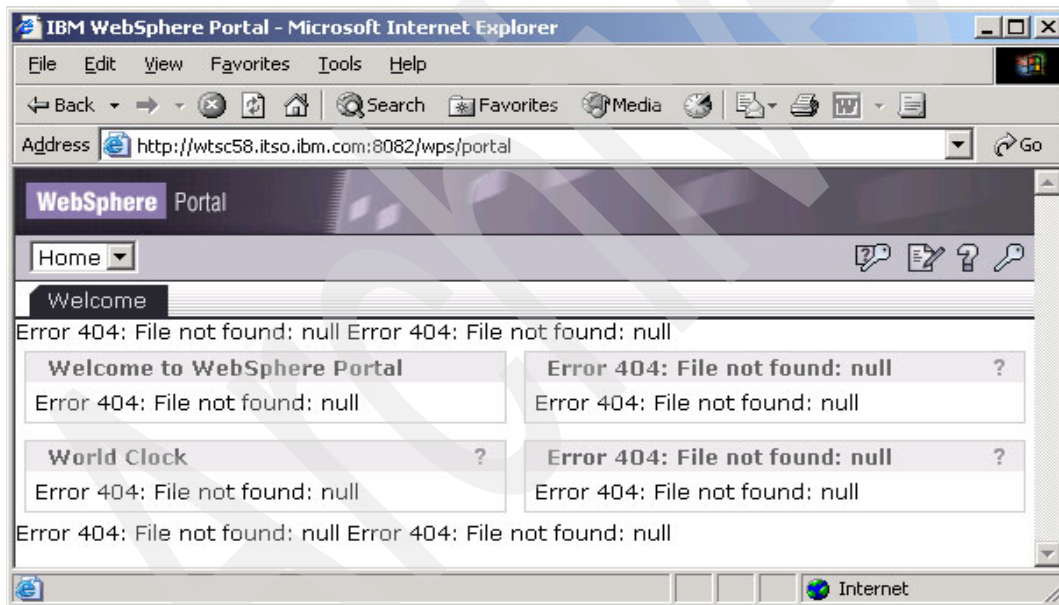 IBM WebSphere Portal - Microsoft Internet Explorer
File Edit View Favorites Tools Help
Back Search Favorites Media
Address http://wtsc58.itso.ibm.com:8082/wps/portal Go
WebSphere Portal
Home
Welcome
Error 404: File not found: null Error 404: File not found: null
Welcome to WebSphere Portal
Error 404: File not found: null
Error 404: File not found: null ?
Error 404: File not found: null
World Clock ?
Error 404: File not found: null
Error 404: File not found: null ?
Error 404: File not found: null
Error 404: File not found: null Error 404: File not found: null
Internet